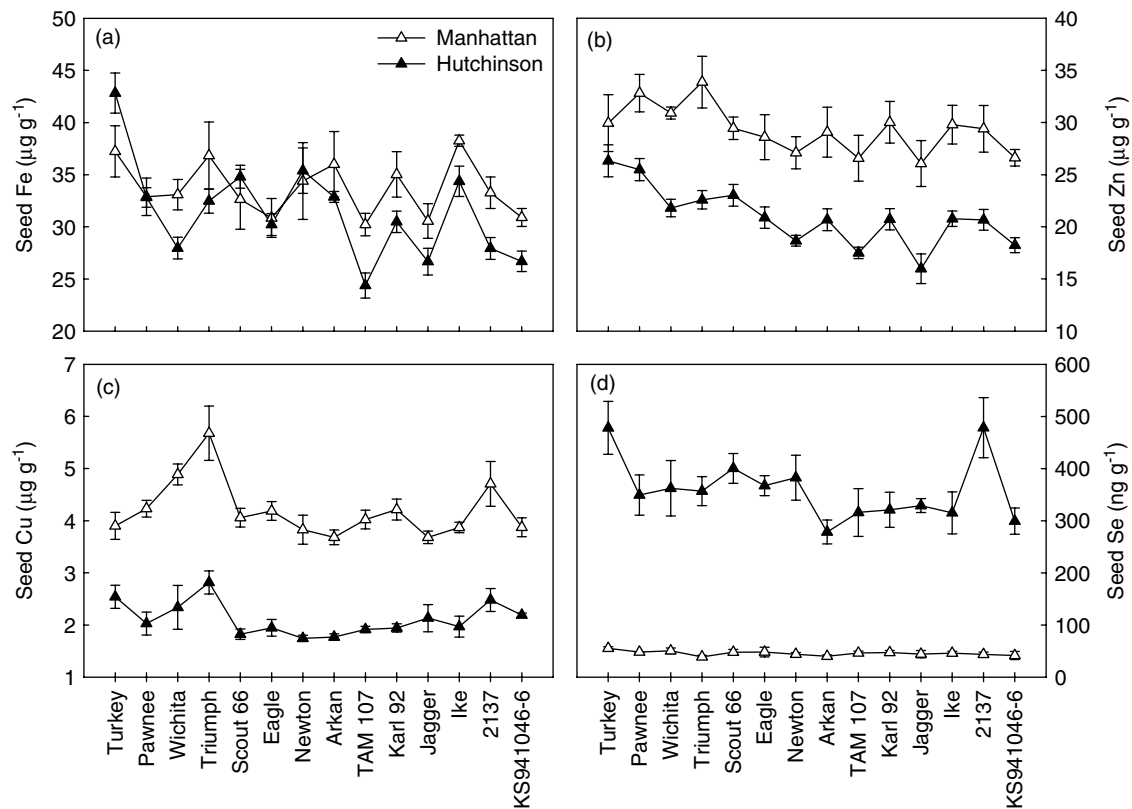 50
45
40
35
30
25
20
Seed Fe (μg g-1)
(a)
Manhattan
Hutchinson
(b)
40
35
30
25
20
15
10
Seed Zn (μg g-1)
7
6
5
4
3
2
1
Seed Cu (μg g-1)
(c)
(d)
600
500
400
300
200
100
0
Seed Se (ng g-1)
Turkey
Pawnee
Wichita
Triumph
Scout 66
Eagle
Newton
Arkan
TAM 107
Karl 92
Jagger
Ike
2137
KS941046-6
Turkey
Pawnee
Wichita
Triumph
Scout 66
Eagle
Newton
Arkan
TAM 107
Karl 92
Jagger
Ike
2137
KS941046-6